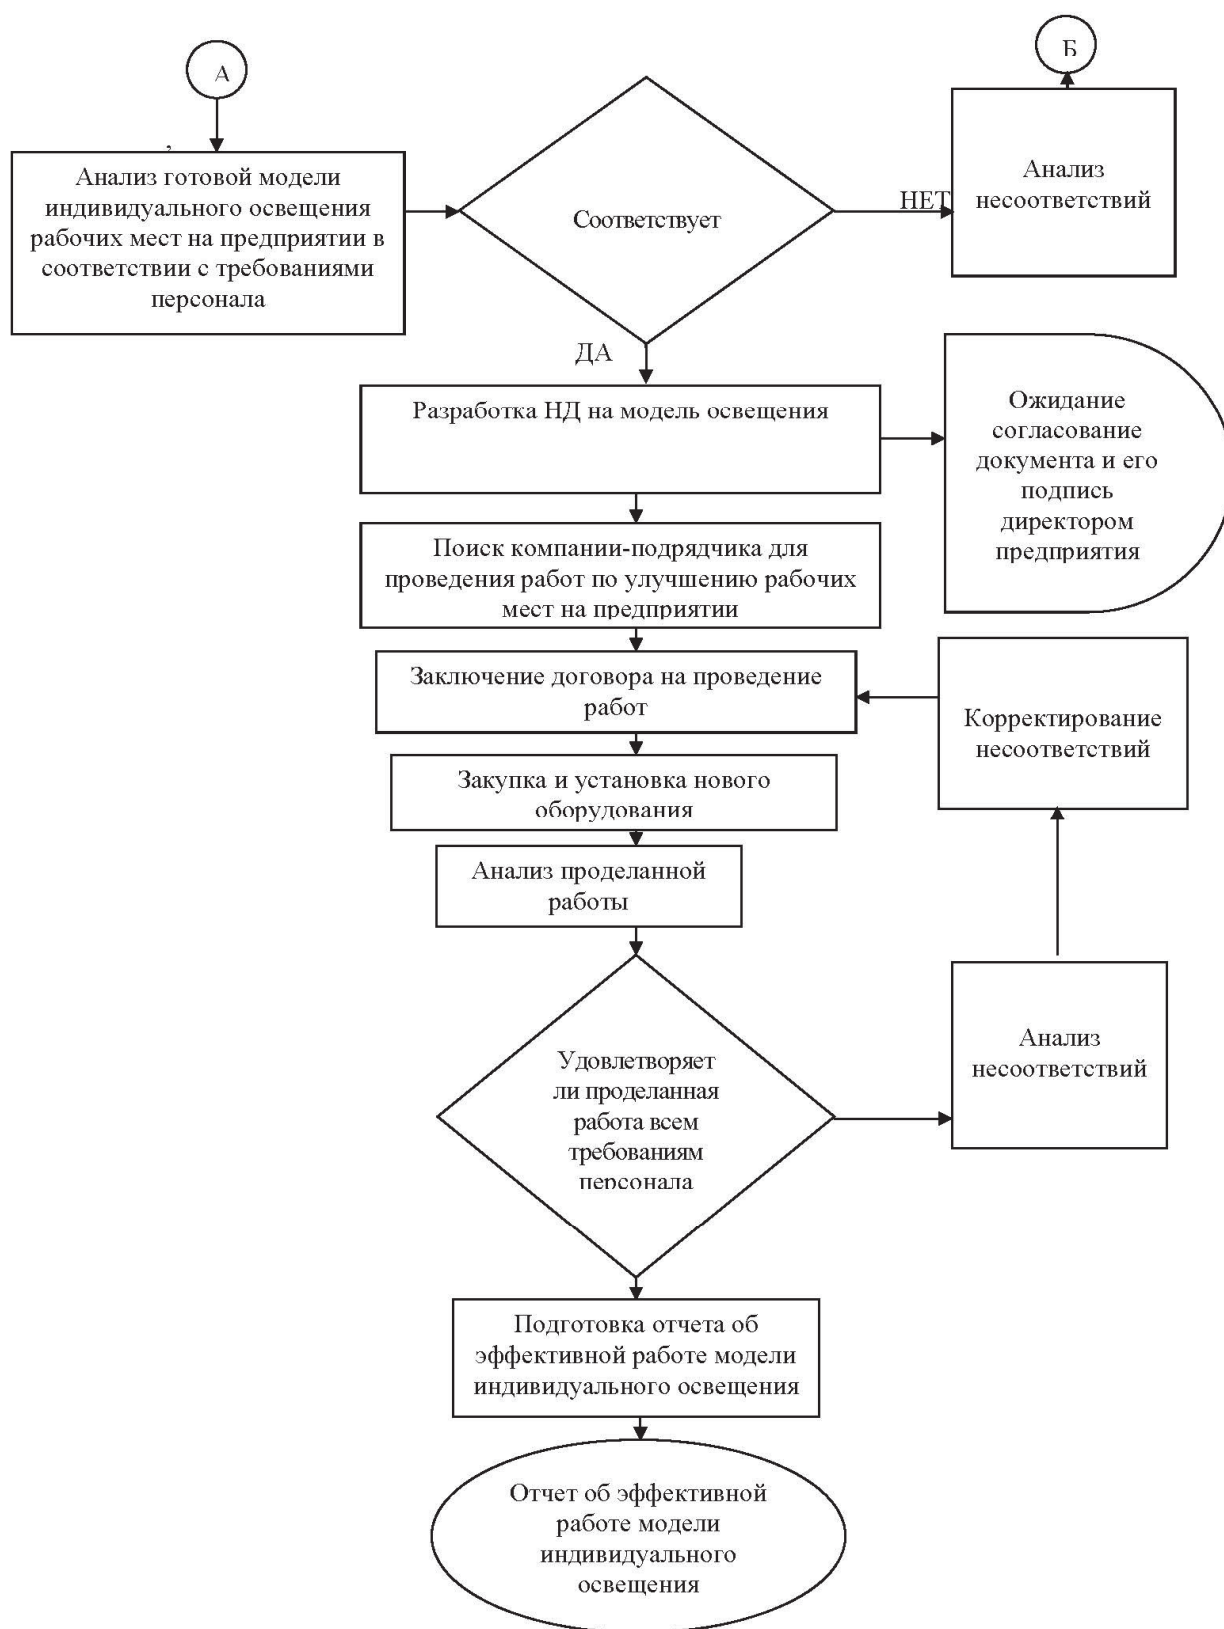 А
,
Анализ готовой модели
индивидуального освещения
рабочих мест на предприятии в
соответствии с требованиями
персонала
Соответствует
НЕТ
Б
Анализ
несоответствий
ДА
Разработка НД на модель освещения
Ожидание
согласование
документа и его
подпись
директором
предприятия
Поиск компании-подрядчика для
проведения работ по улучшению рабочих
мест на предприятии
Заключение договора на проведение
работ
Корректирование
несоответствий
Закупка и установка нового
оборудования
Анализ проделанной
работы
Удовлетворяет
ли проделанная
работа всем
требованиям
персонала
Анализ
несоответствий
Подготовка отчета об
эффективной работе модели
индивидуального освещения
Отчет об эффективной
работе модели
индивидуального
освещения